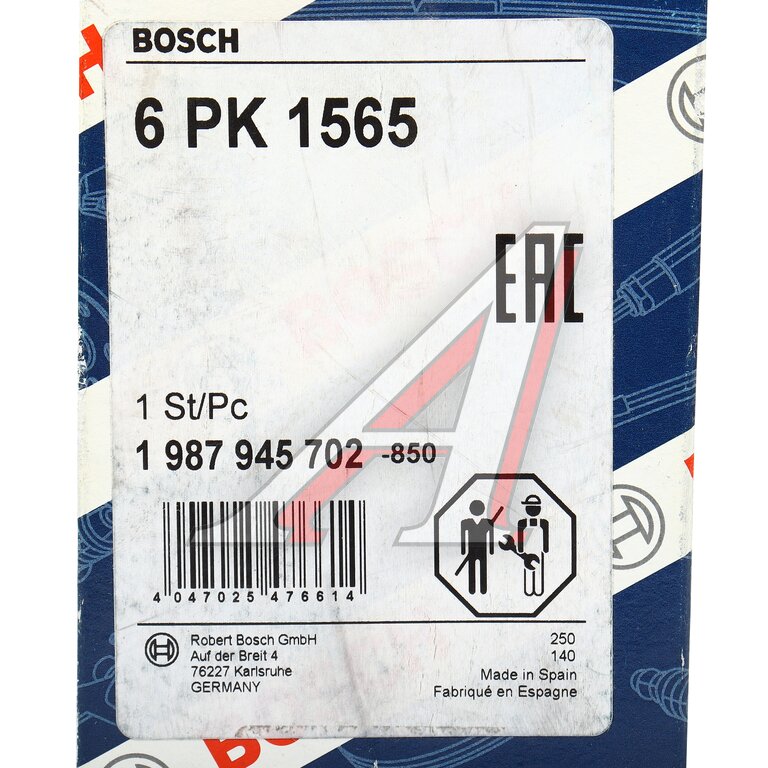 BOSCH
6 PK 1565
EAC
1 St/Pc
1 987 945 702 -850
4 047025 476614
Robert Bosch GmbH
Auf der Breit 4
76227 Karlsruhe
GERMANY
250
140
Made in Spain
Fabriqué en Espagne